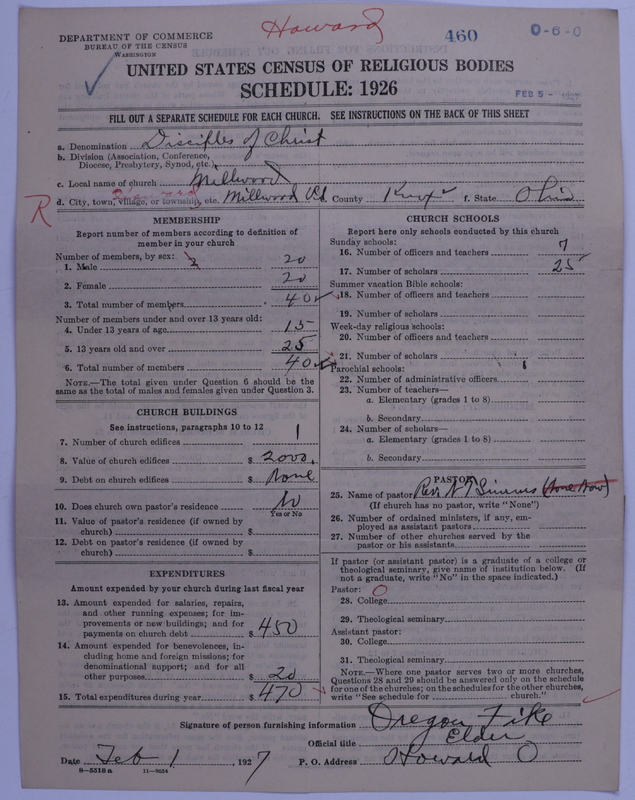 Howard
460
0-6-0
DEPARTMENT OF COMMERCE
BUREAU OF THE CENSUS
WASHINGTON
UNITED STATES CENSUS OF RELIGIOUS BODIES
SCHEDULE: 1926
FEB 5 - 1927
FILL OUT A SEPARATE SCHEDULE FOR EACH CHURCH. SEE INSTRUCTIONS ON THE BACK OF THIS SHEET
a. Denomination Disciples of Christ
b. Division (Association, Conference,
Diocese, Presbytery, Synod, etc.)
c. Local name of church Millwood
d. City, town, village, or township, etc. Millwood County Knox f. State Ohio
R
MEMBERSHIP
Report number of members according to definition of
member in your church
Number of members, by sex:
1. Male 20
2. Female 20
3. Total number of members 40
Number of members under and over 13 years old:
4. Under 13 years of age 15
5. 13 years old and over 25
6. Total number of members 40
NOTE.—The total given under Question 6 should be the
same as the total of males and females given under Question 3.
CHURCH BUILDINGS
See instructions, paragraphs 10 to 12
7. Number of church edifices 1
8. Value of church edifices $ 2000.
9. Debt on church edifices $ None
10. Does church own pastor's residence No
Yes or No
11. Value of pastor's residence (if owned by
church) $
12. Debt on pastor's residence (if owned by
church) $
EXPENDITURES
Amount expended by your church during last fiscal year
13. Amount expended for salaries, repairs,
and other running expenses; for im-
provements or new buildings; and for
payments on church debt $ 450
14. Amount expended for benevolences, in-
cluding home and foreign missions; for
denominational support; and for all
other purposes $ 20
15. Total expenditures during year $ 470
CHURCH SCHOOLS
Report here only schools conducted by this church
Sunday schools:
16. Number of officers and teachers 7
17. Number of scholars 25
Summer vacation Bible schools:
18. Number of officers and teachers
19. Number of scholars
Week-day religious schools:
20. Number of officers and teachers
21. Number of scholars
Parochial schools:
22. Number of administrative officers
23. Number of teachers—
a. Elementary (grades 1 to 8)
b. Secondary
24. Number of scholars—
a. Elementary (grades 1 to 8)
b. Secondary
PASTOR
25. Name of pastor Rev (None Now)
(If church has no pastor, write "None")
26. Number of ordained ministers, if any, em-
ployed as assistant pastors
27. Number of other churches served by the
pastor or his assistants
If pastor (or assistant pastor) is a graduate of a college or
theological seminary, give name of institution below. (If
not a graduate, write "No" in the space indicated.)
Pastor: O
28. College
29. Theological seminary
Assistant pastor:
30. College
31. Theological seminary
NOTE.—Where one pastor serves two or more churches,
Questions 28 and 29 should be answered only on the schedule
for one of the churches; on the schedules for the other churches,
write "See schedule for church."
Signature of person furnishing information Oregon Fike
Official title Elder
Date Feb 1, 1927 P. O. Address Howard O
8-5518a 11-9024